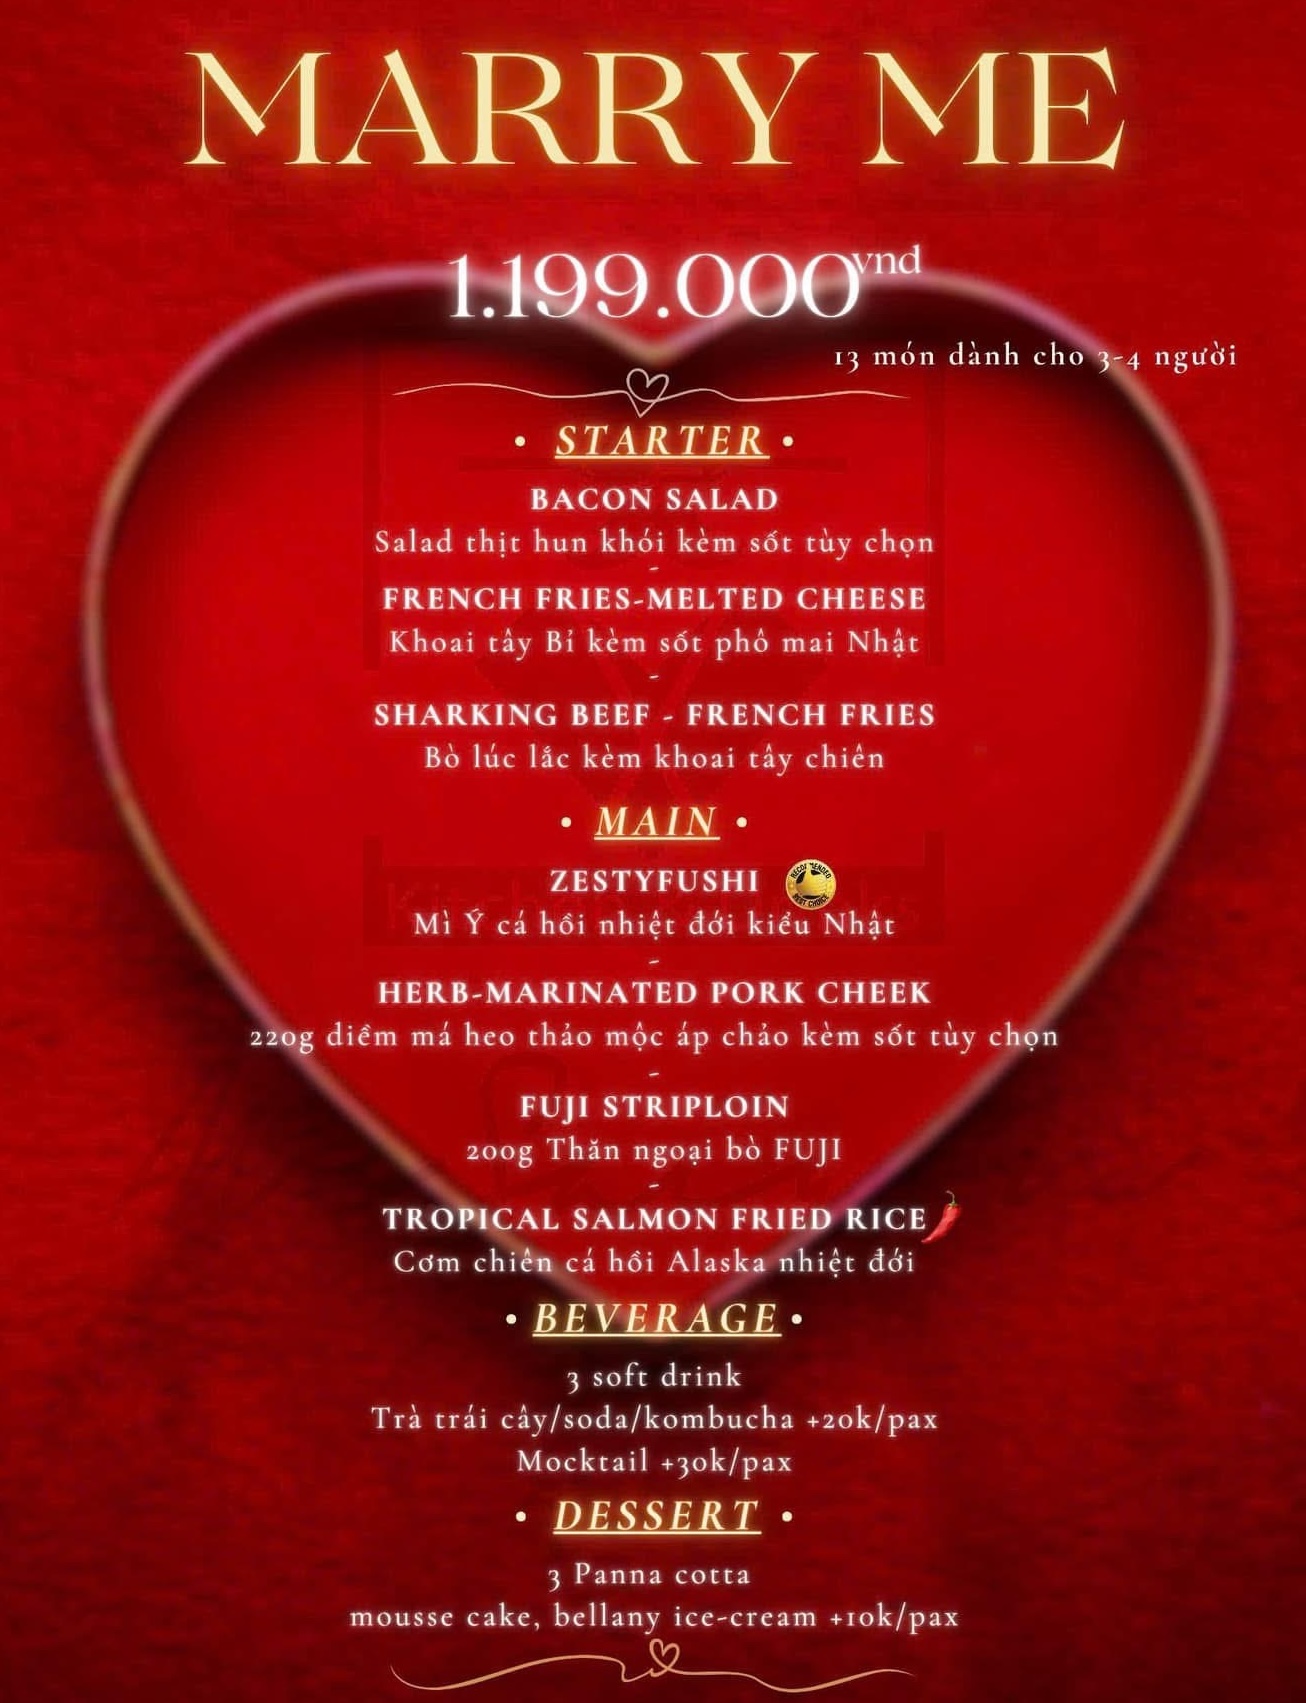 MARRY ME
1.199.000vnd
13 món dành cho 3-4 người
• STARTER •
BACON SALAD
Salad thịt hun khói kèm sốt tùy chọn
-
FRENCH FRIES-MELTED CHEESE
Khoai tây Bỉ kèm sốt phô mai Nhật
-
SHARKING BEEF - FRENCH FRIES
Bò lúc lắc kèm khoai tây chiên
• MAIN •
ZESTYFUSHI
RECOMMENDED
BEST CHOICE
Mì Ý cá hồi nhiệt đới kiểu Nhật
-
HERB-MARINATED PORK CHEEK
220g diềm má heo thảo mộc áp chảo kèm sốt tùy chọn
-
FUJI STRIPLOIN
200g Thăn ngoại bò FUJI
-
TROPICAL SALMON FRIED RICE
Cơm chiên cá hồi Alaska nhiệt đới
• BEVERAGE •
3 soft drink
Trà trái cây/soda/kombucha +20k/pax
Mocktail +30k/pax
• DESSERT •
3 Panna cotta
mousse cake, bellany ice-cream +10k/pax